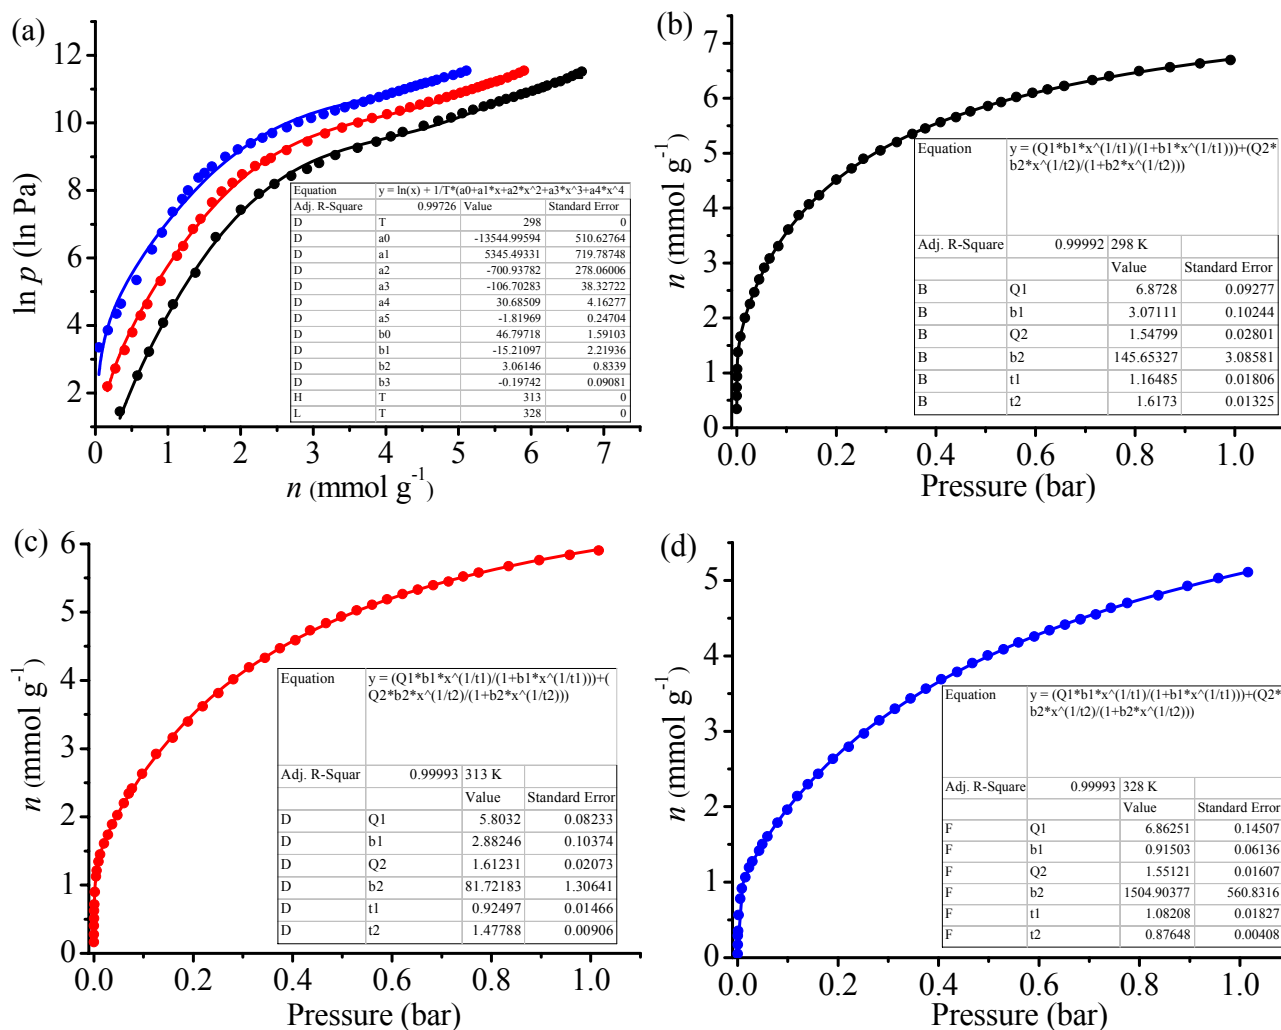 (a)
ln p (ln Pa)
12
10
8
6
4
2
0 1 2 3 4 5 6 7
n (mmol g-1)
Equation y = ln(x) + 1/T*(a0+a1*x+a2*x^2+a3*x^3+a4*x^4
Adj. R-Square 0.99726 Value Standard Error
D T 298 0
D a0 -13544.99594 510.62764
D a1 5345.49331 719.78748
D a2 -700.93782 278.06006
D a3 -106.70283 38.32722
D a4 30.68509 4.16277
D a5 -1.81969 0.24704
D b0 46.79718 1.59103
D b1 -15.21097 2.21936
D b2 3.06146 0.8339
D b3 -0.19742 0.09081
H T 313 0
L T 328 0
(b)
n (mmol g-1)
7
6
5
4
3
2
1
0
0.0 0.2 0.4 0.6 0.8 1.0
Pressure (bar)
Equation y = (Q1*b1*x^(1/t1)/(1+b1*x^(1/t1)))+(Q2*
b2*x^(1/t2)/(1+b2*x^(1/t2)))
Adj. R-Square 0.99992 298 K
Value Standard Error
B Q1 6.8728 0.09277
B b1 3.07111 0.10244
B Q2 1.54799 0.02801
B b2 145.65327 3.08581
B t1 1.16485 0.01806
B t2 1.6173 0.01325
(c)
n (mmol g-1)
6
5
4
3
2
1
0
0.0 0.2 0.4 0.6 0.8 1.0
Pressure (bar)
Equation y = (Q1*b1*x^(1/t1)/(1+b1*x^(1/t1)))+(
Q2*b2*x^(1/t2)/(1+b2*x^(1/t2)))
Adj. R-Squar 0.99993 313 K
Value Standard Error
D Q1 5.8032 0.08233
D b1 2.88246 0.10374
D Q2 1.61231 0.02073
D b2 81.72183 1.30641
D t1 0.92497 0.01466
D t2 1.47788 0.00906
(d)
n (mmol g-1)
5
4
3
2
1
0
0.0 0.2 0.4 0.6 0.8 1.0
Pressure (bar)
Equation y = (Q1*b1*x^(1/t1)/(1+b1*x^(1/t1)))+(Q2*
b2*x^(1/t2)/(1+b2*x^(1/t2)))
Adj. R-Square 0.99993 328 K
Value Standard Error
F Q1 6.86251 0.14507
F b1 0.91503 0.06136
F Q2 1.55121 0.01607
F b2 1504.90377 560.8316
F t1 1.08208 0.01827
F t2 0.87648 0.00408